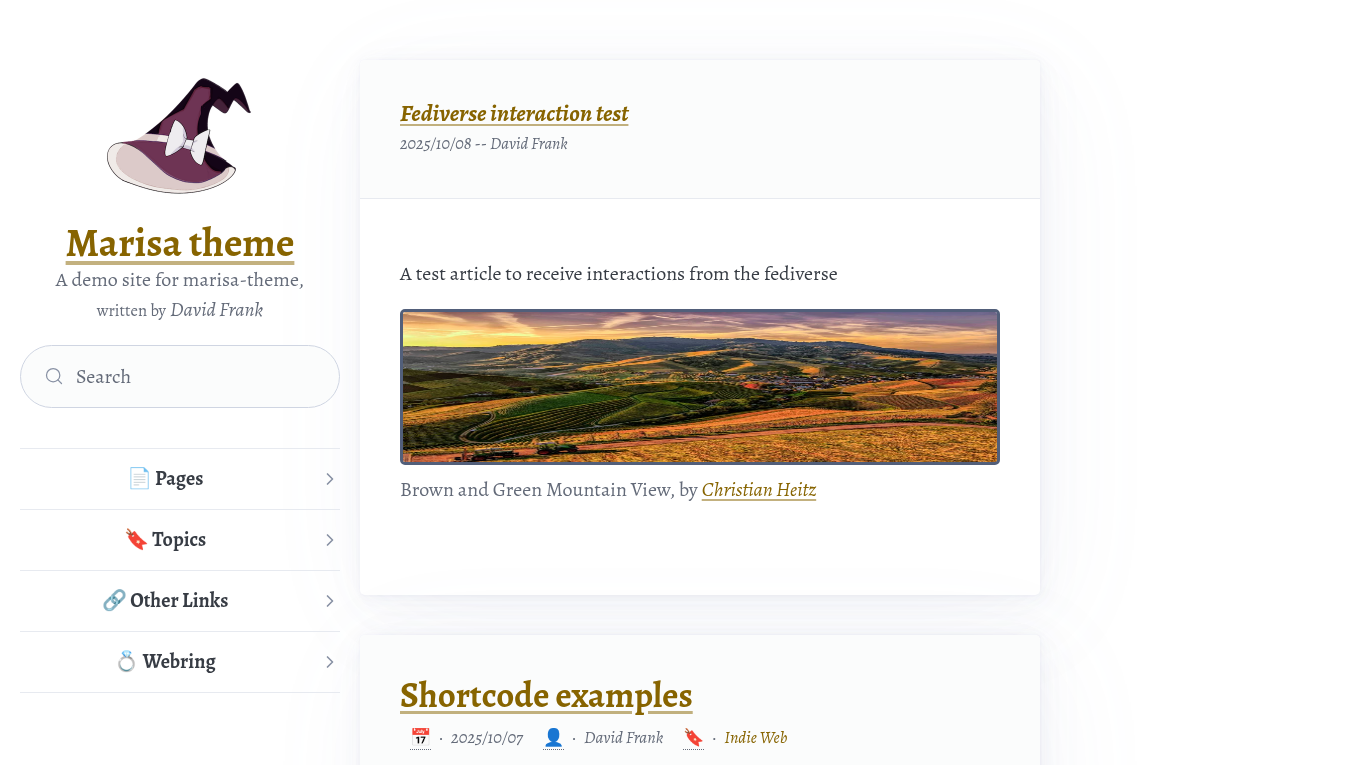 Marisa theme
A demo site for marisa-theme,
written by David Frank
Search
📄 Pages
🔖 Topics
🔗 Other Links
💍 Webring
Fediverse interaction test
2025/10/08 -- David Frank
A test article to receive interactions from the fediverse
Brown and Green Mountain View, by Christian Heitz
Shortcode examples
📅 · 2025/10/07 👤 · David Frank 🔖 · Indie Web